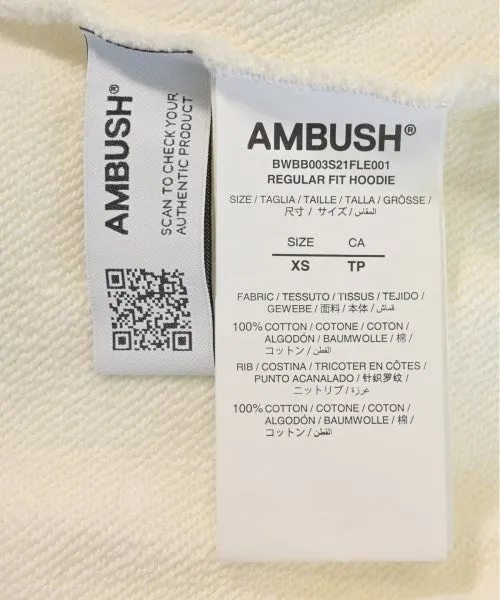 AMBUSH®
SCAN TO CHECK YOUR
AUTHENTIC PRODUCT
AMBUSH®
BWBB003S21FLE001
REGULAR FIT HOODIE
SIZE / TAGLIA / TAILLE / TALLA / GRÖSSE /
尺寸 / サイズ / المقاس /
SIZE CA
XS TP
FABRIC / TESSUTO / TISSUS / TEJIDO /
GEWEBE / 面料 / 本体 / قماش /
100% COTTON / COTONE / COTON /
ALGODÓN / BAUMWOLLE / 棉 /
コットン / القطن /
RIB / COSTINA / TRICOTER EN CÔTES /
PUNTO ACANALADO / 针织罗纹 /
ニットリブ / غرزة /
100% COTTON / COTONE / COTON /
ALGODÓN / BAUMWOLLE / 棉 /
コットン / القطن /